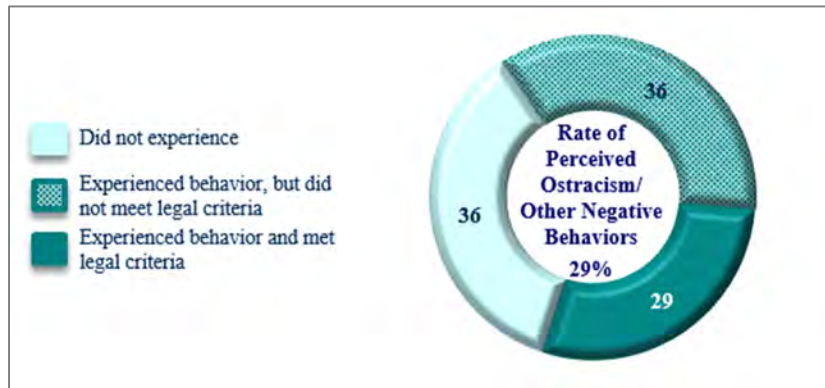 Did not experience
Experienced behavior, but did
not meet legal criteria
Experienced behavior and met
legal criteria
36
36
29
Rate of
Perceived
Ostracism/
Other Negative
Behaviors
29%